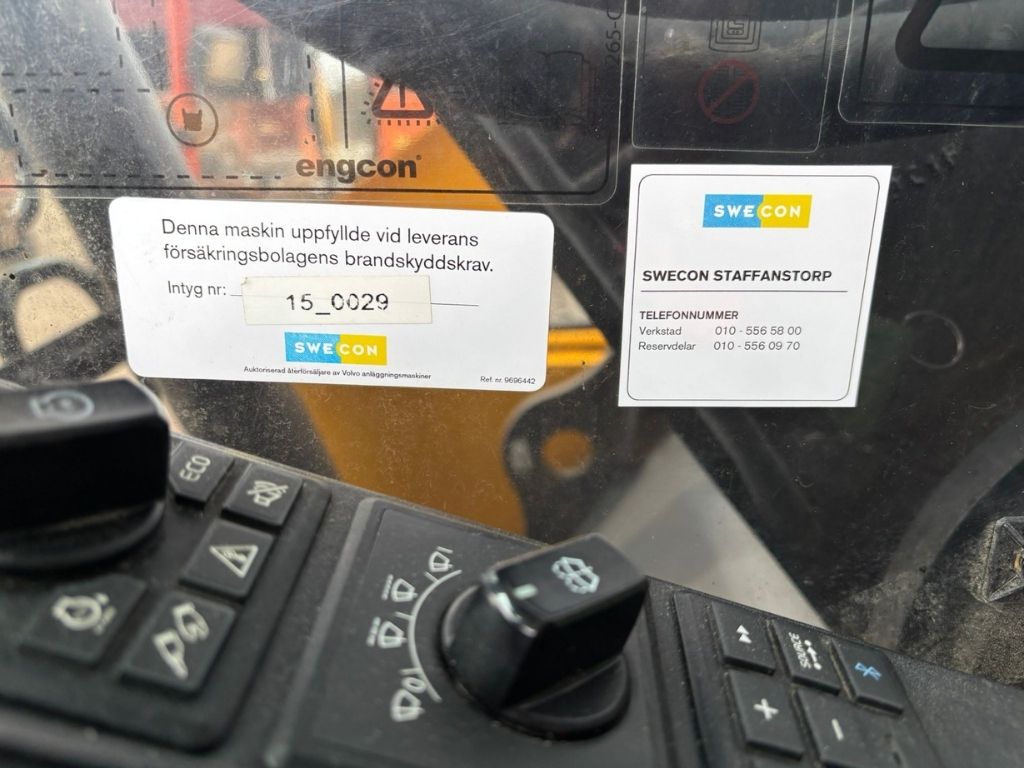 265-C
engcon
Denna maskin uppfyllde vid leverans
försäkringsbolagens brandskyddskrav.
Intyg nr:
15_0029
SWECON
Auktoriserad återförsäljare av Volvo anläggningsmaskiner
Ref. nr. 9696442
SWECON
SWECON STAFFANSTORP
TELEFONNUMMER
Verkstad 010 - 556 58 00
Reservdelar 010 - 556 09 70
ECO
SOURCE